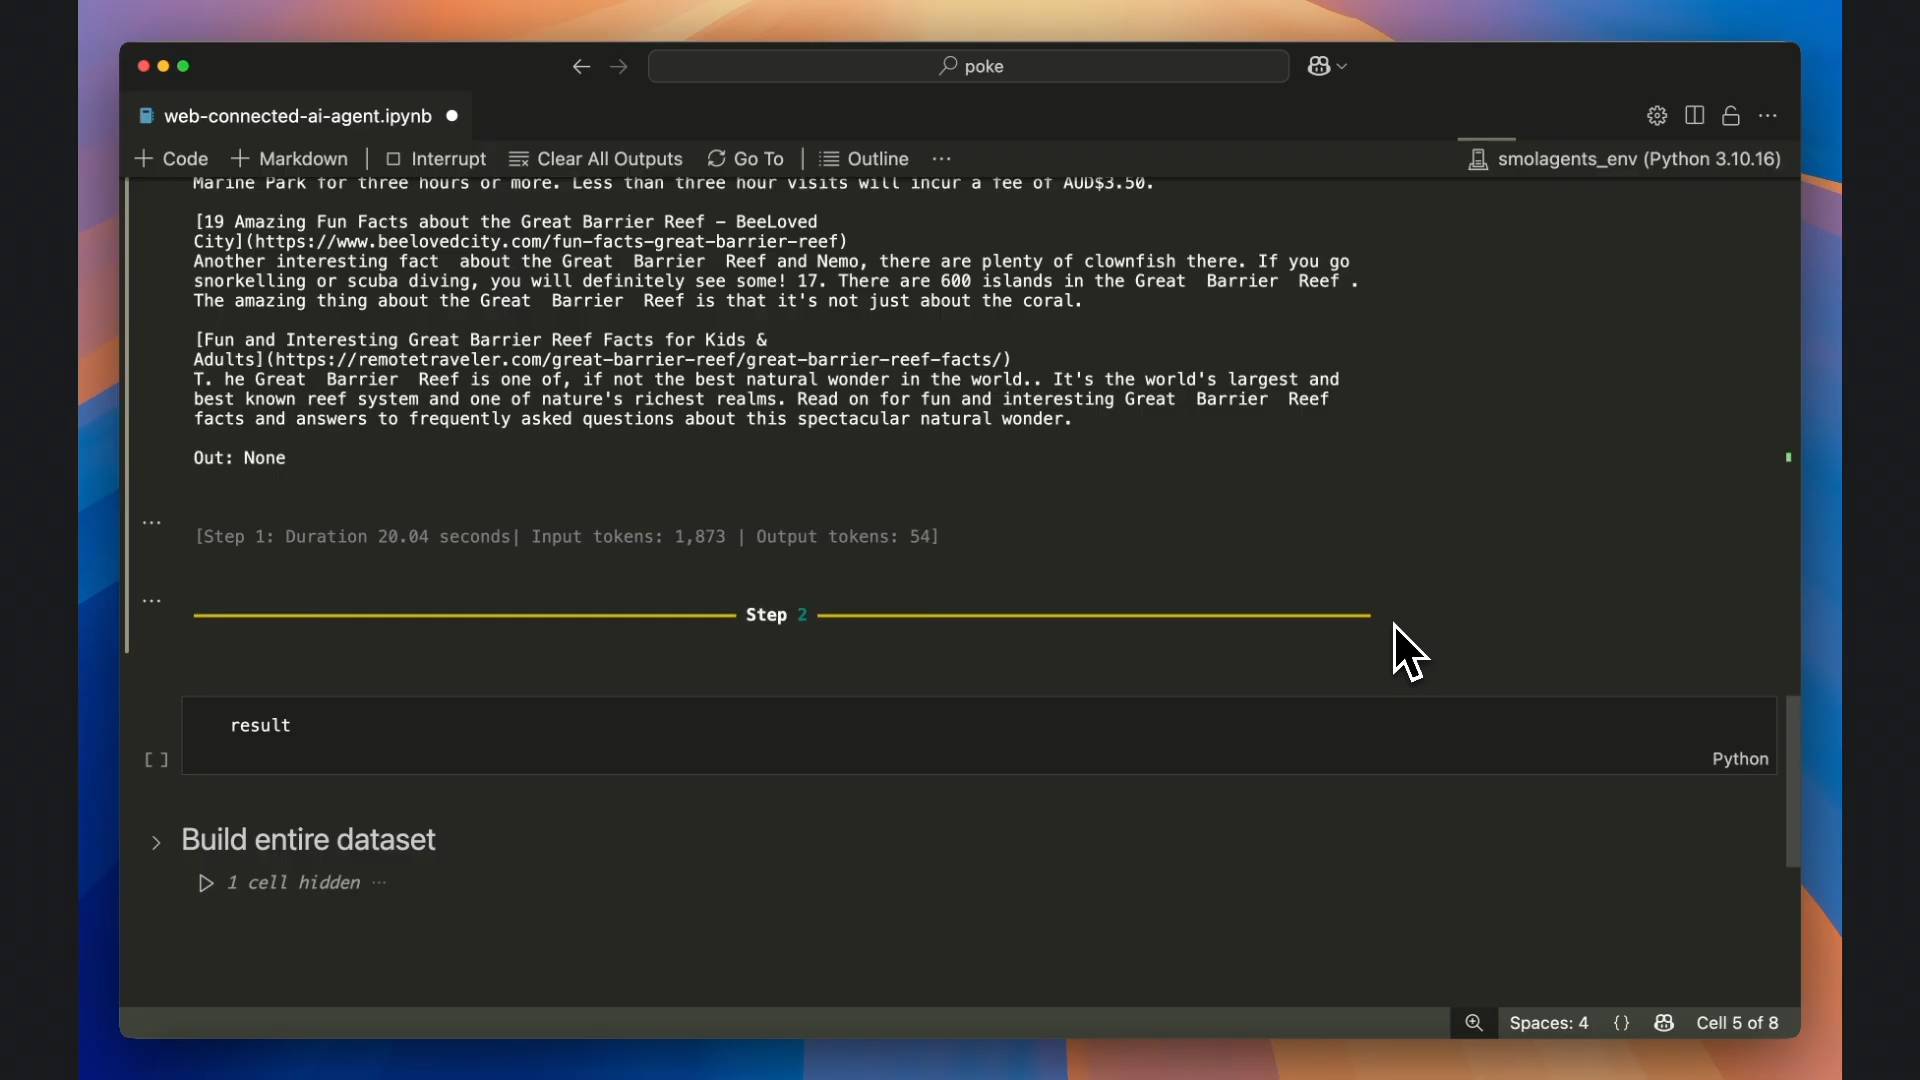 poke
web-connected-ai-agent.ipynb
Code Markdown | Interrupt Clear All Outputs Go To | Outline ... smolagents_env (Python 3.10.16)
Marine Park for three hours or more. Less than three hour visits will incur a fee of AUD$3.50.
[19 Amazing Fun Facts about the Great Barrier Reef – BeeLoved
City](https://www.beelovedcity.com/fun-facts-great-barrier-reef)
Another interesting fact  about the Great  Barrier  Reef and Nemo, there are plenty of clownfish there. If you go
snorkelling or scuba diving, you will definitely see some! 17. There are 600 islands in the Great  Barrier  Reef .
The amazing thing about the Great  Barrier  Reef is that it's not just about the coral.
[Fun and Interesting Great Barrier Reef Facts for Kids &
Adults](https://remotetraveler.com/great-barrier-reef/great-barrier-reef-facts/)
T. he Great  Barrier  Reef is one of, if not the best natural wonder in the world.. It's the world's largest and
best known reef system and one of nature's richest realms. Read on for fun and interesting Great  Barrier  Reef
facts and answers to frequently asked questions about this spectacular natural wonder.
Out: None
...
[Step 1: Duration 20.04 seconds| Input tokens: 1,873 | Output tokens: 54]
...
Step 2
result
[ ]
Python
Build entire dataset
1 cell hidden ...
Spaces: 4 {} Cell 5 of 8